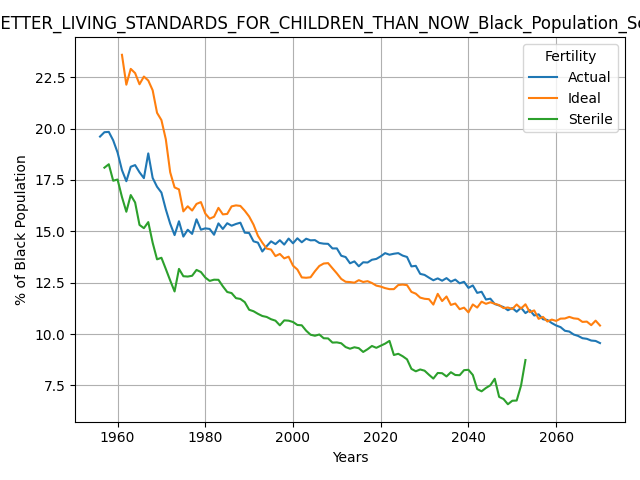 ETTER_LIVING_STANDARDS_FOR_CHILDREN_THAN_NOW_Black_Population_Se
Fertility
Actual
Ideal
Sterile
% of Black Population
22.5
20.0
17.5
15.0
12.5
10.0
7.5
1960
1980
2000
2020
2040
2060
Years